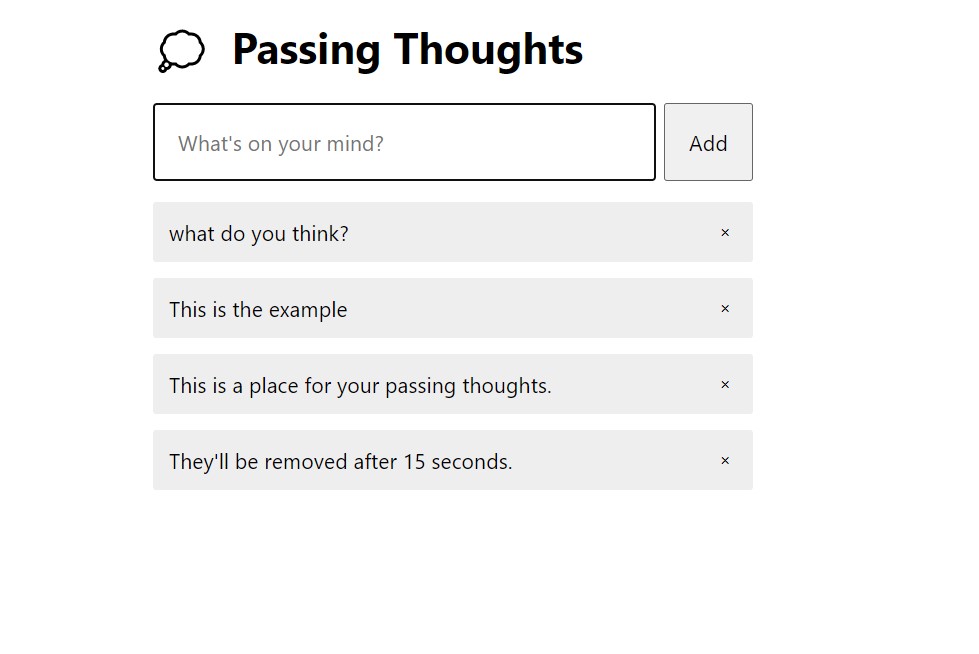 Passing Thoughts
What's on your mind?
Add
what do you think? ×
This is the example ×
This is a place for your passing thoughts. ×
They'll be removed after 15 seconds. ×